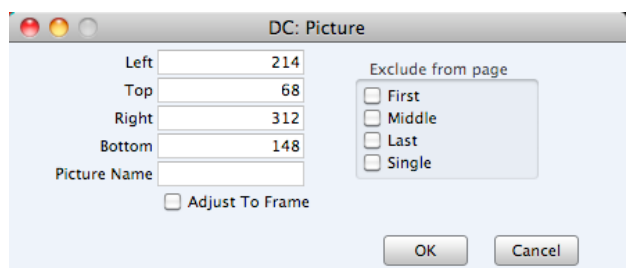 DC: Picture
Left 214
Top 68
Right 312
Bottom 148
Picture Name
Adjust To Frame
Exclude from page
First
Middle
Last
Single
OK Cancel